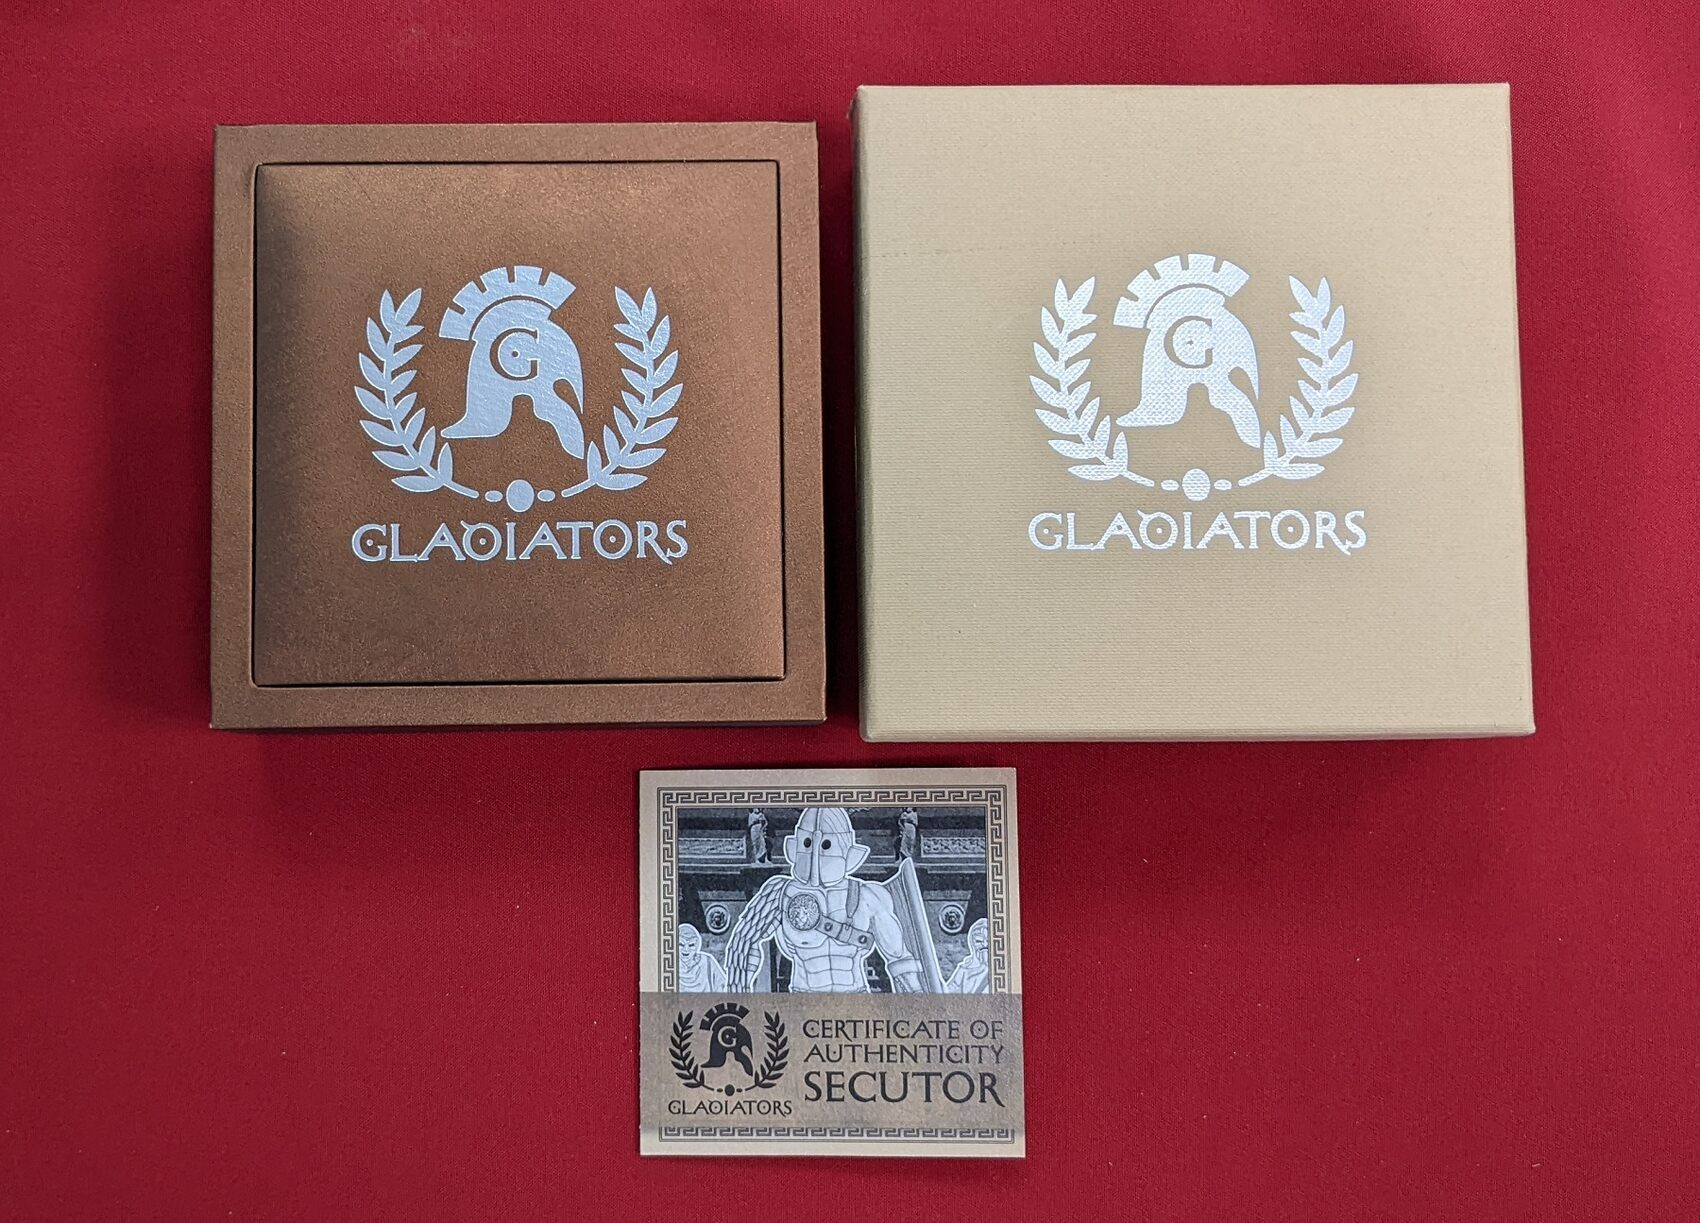 G
GLADIATORS
G
GLADIATORS
G
GLADIATORS
CERTIFICATE OF
AUTHENTICITY
SECUTOR